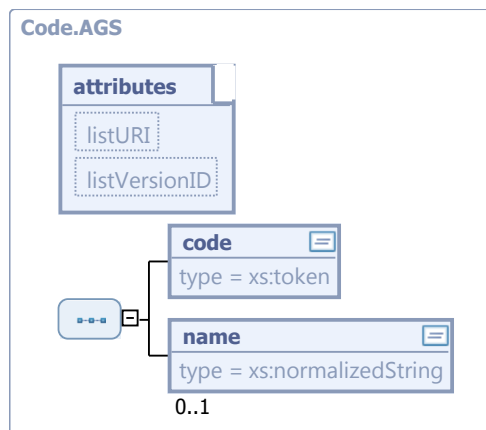 Code.AGS
attributes
listURI
listVersionID
code
type = xs:token
name
type = xs:normalizedString
0..1